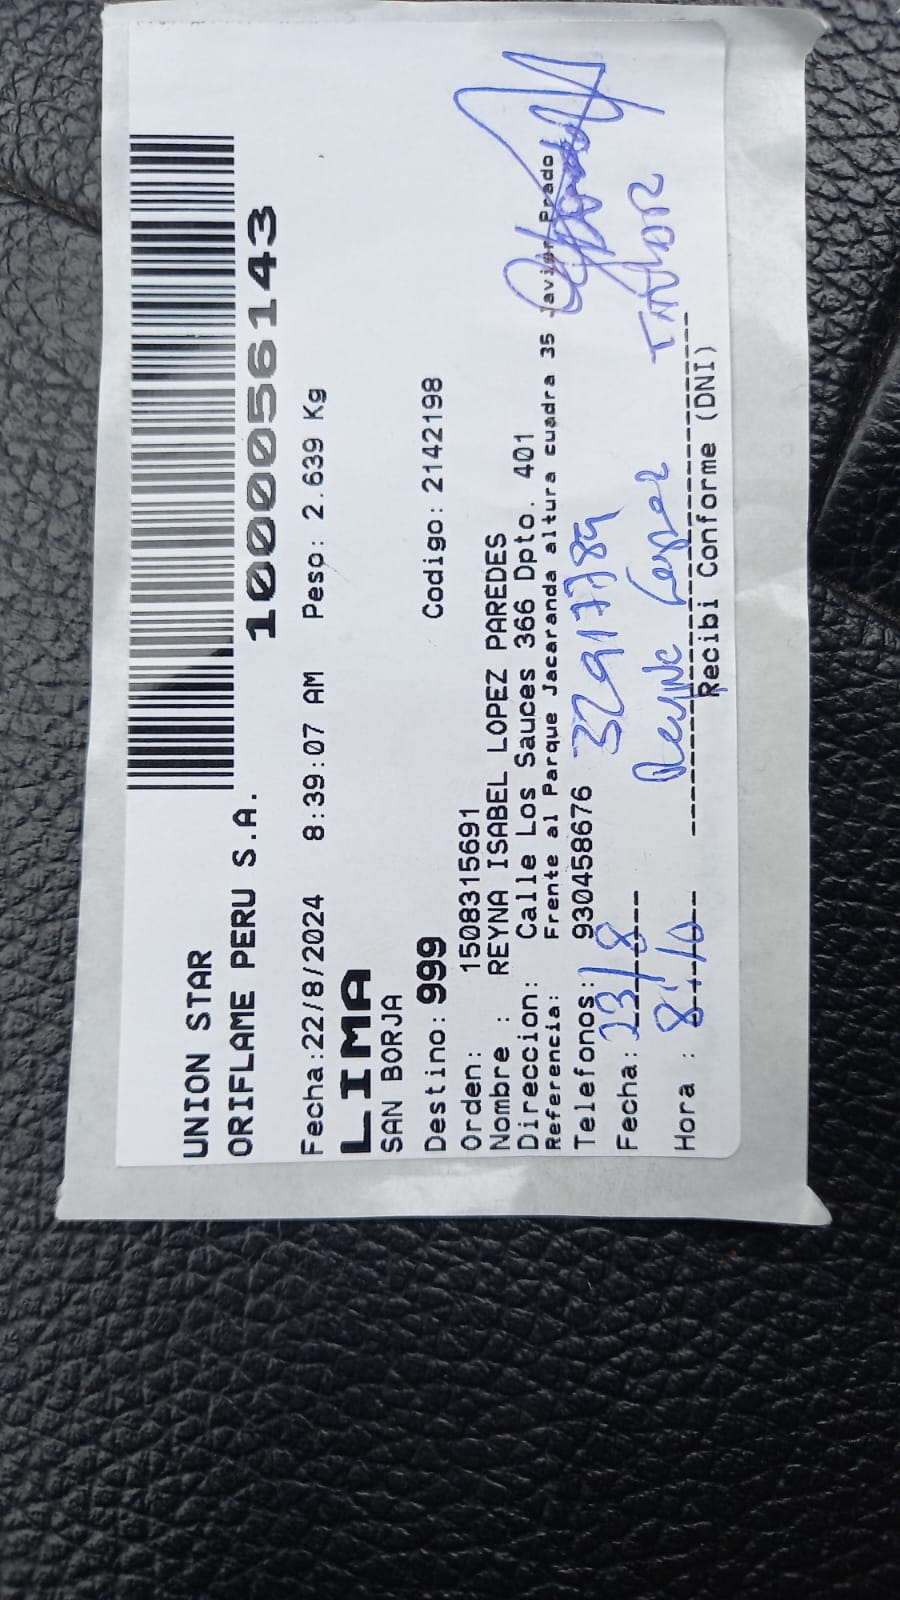 UNION STAR
ORIFLAME PERU S.A.
1000056143
Fecha:22/8/2024 8:39:07 AM Peso: 2.639 Kg
LIMA
SAN BORJA
Destino: 999 Codigo: 2142198
Orden: 1508315691
Nombre : REYNA ISABEL LOPEZ PAREDES
Direccion: Calle Los Sauces 366 Dpto. 401
Referencia: Frente al Parque Jacaranda altura cuadra 35 Javier Prado
Telefonos: 930458676 32917789
Fecha: 23/8
Reyna Lopez
Hora : 8:10
Recibi Conforme (DNI)